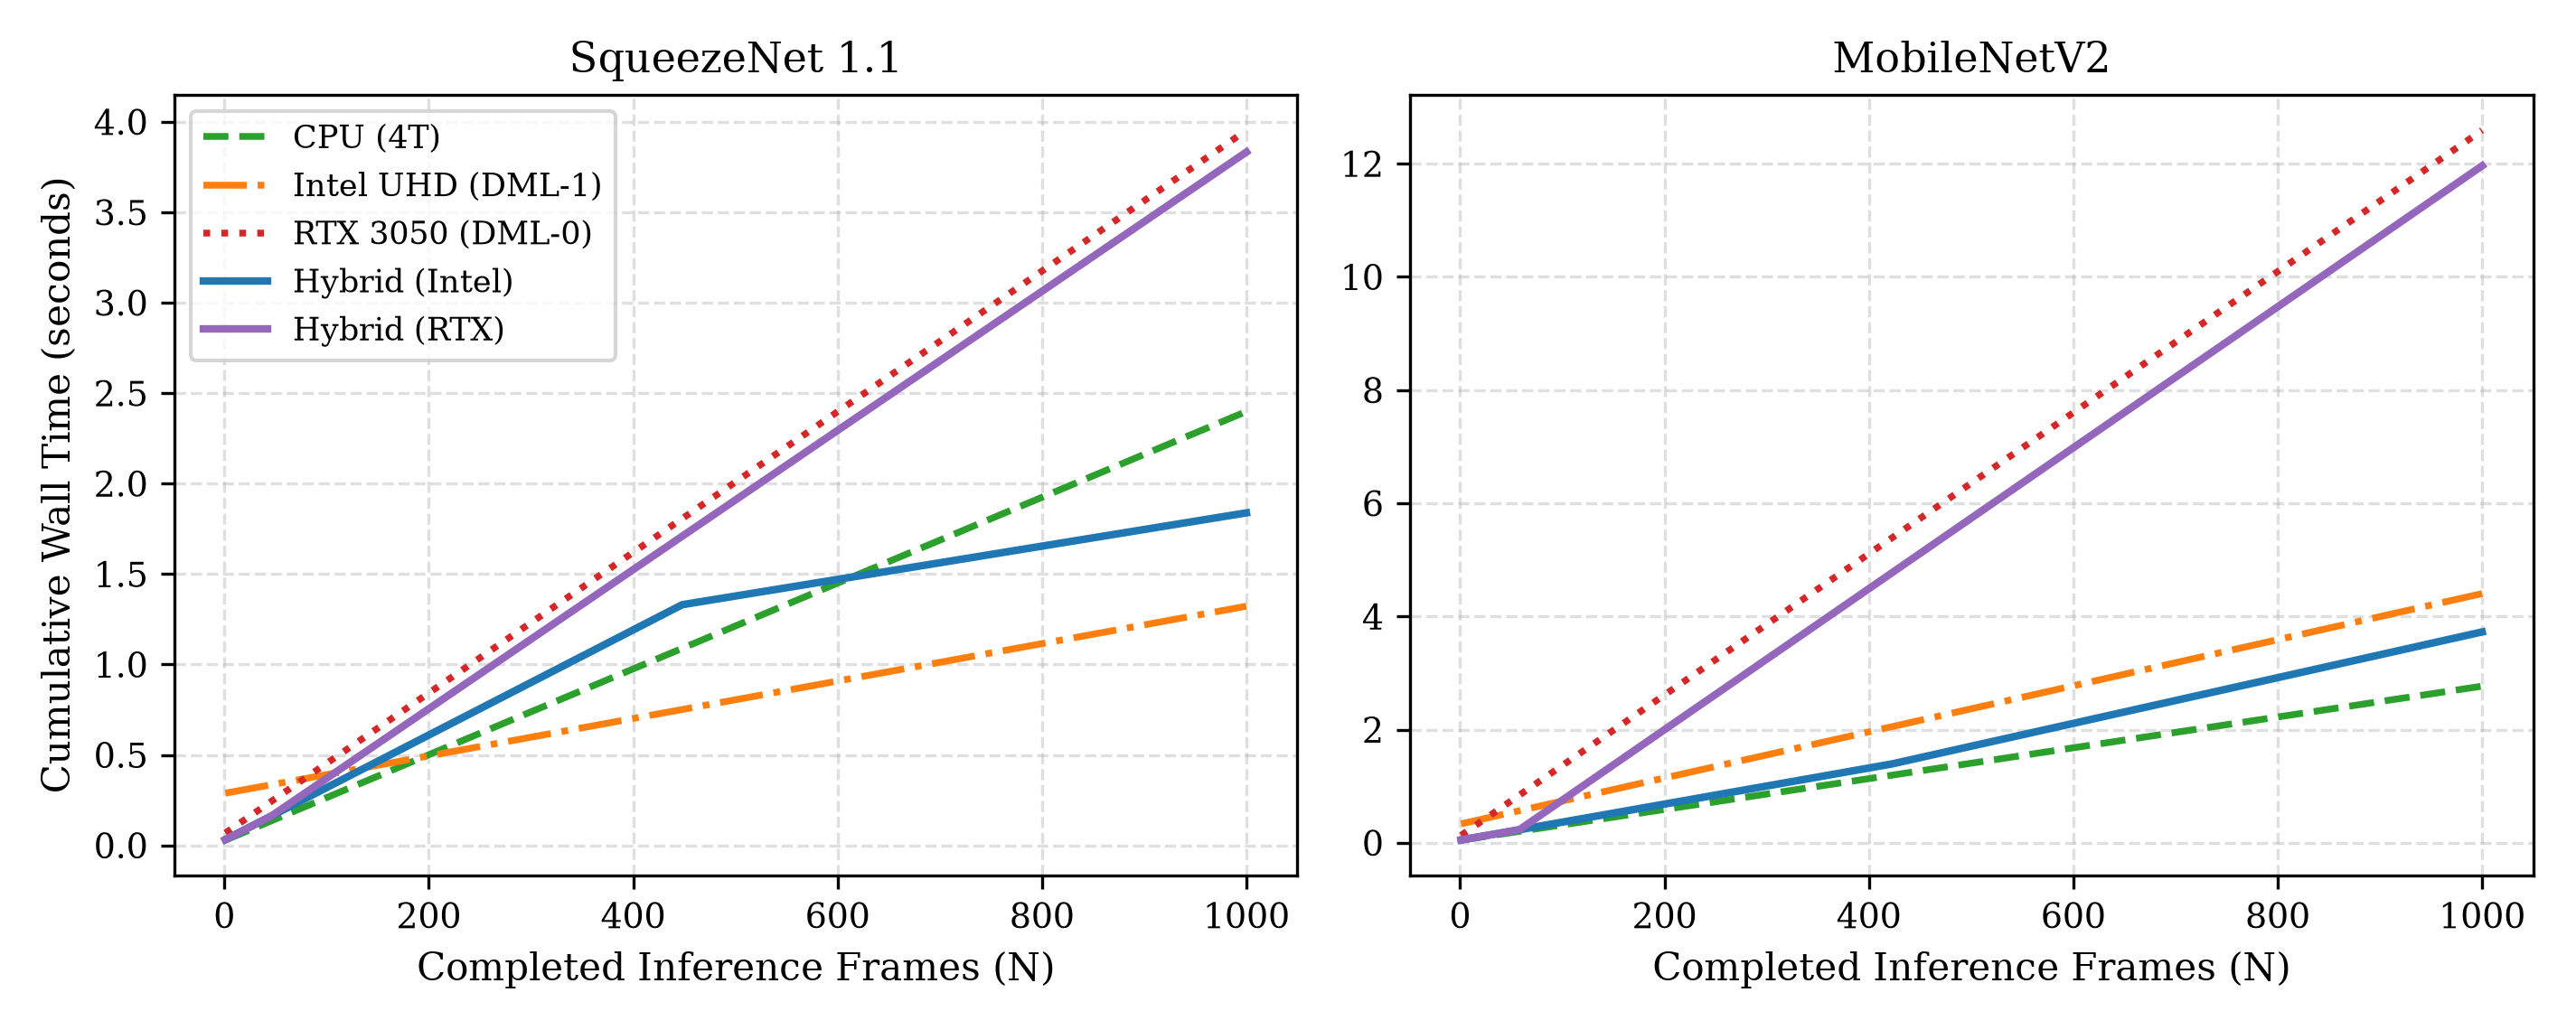 SqueezeNet 1.1
4.0
3.5
3.0
2.5
2.0
1.5
1.0
0.5
0.0
Cumulative Wall Time (seconds)
CPU (4T)
Intel UHD (DML-1)
RTX 3050 (DML-0)
Hybrid (Intel)
Hybrid (RTX)
0 200 400 600 800 1000
Completed Inference Frames (N)
MobileNetV2
12
10
8
6
4
2
0
0 200 400 600 800 1000
Completed Inference Frames (N)